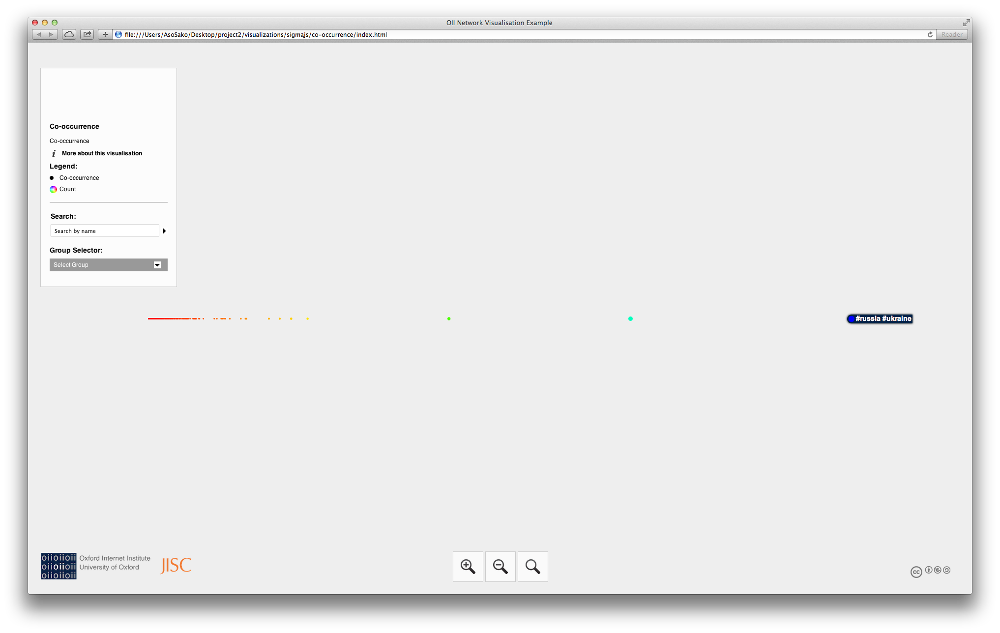 OII Network Visualisation Example
file:///Users/AsoSako/Desktop/project2/visualizations/sigmajs/co-occurrence/index.html
Reader
Co-occurrence
Co-occurrence
i More about this visualisation
Legend:
Co-occurrence
Count
Search:
Search by name
Group Selector:
Select Group
#russia #ukraine
oiioiioii
oiioiioii
oiioiioii
Oxford Internet Institute
University of Oxford
JISC
cc